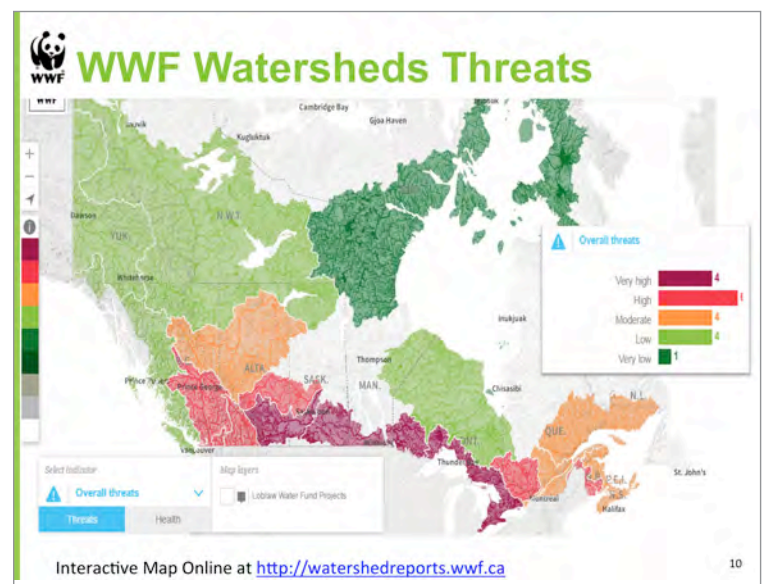 WWF
WWF Watersheds Threats
WWF
Cambridge Bay
Gjoa Haven
Kugluktuk
Dawson
YUK.
N.W.T.
Whitehorse
Overall threats
Very high 4
High
Moderate 4
Low 4
Very low 1
Inukjuak
Thompson
ALTA.
SASK.
MAN.
Chisasibi
Prince George
N.L.
QUE.
ONT.
Vancouver
Thunder
P.E.I.
N.S.
St. John's
Montreal
Halifax
Select indicator
Map layers
Overall threats
Loblaw Water Fund Projects
Threats
Health
Interactive Map Online at http://watershedreports.wwf.ca
10